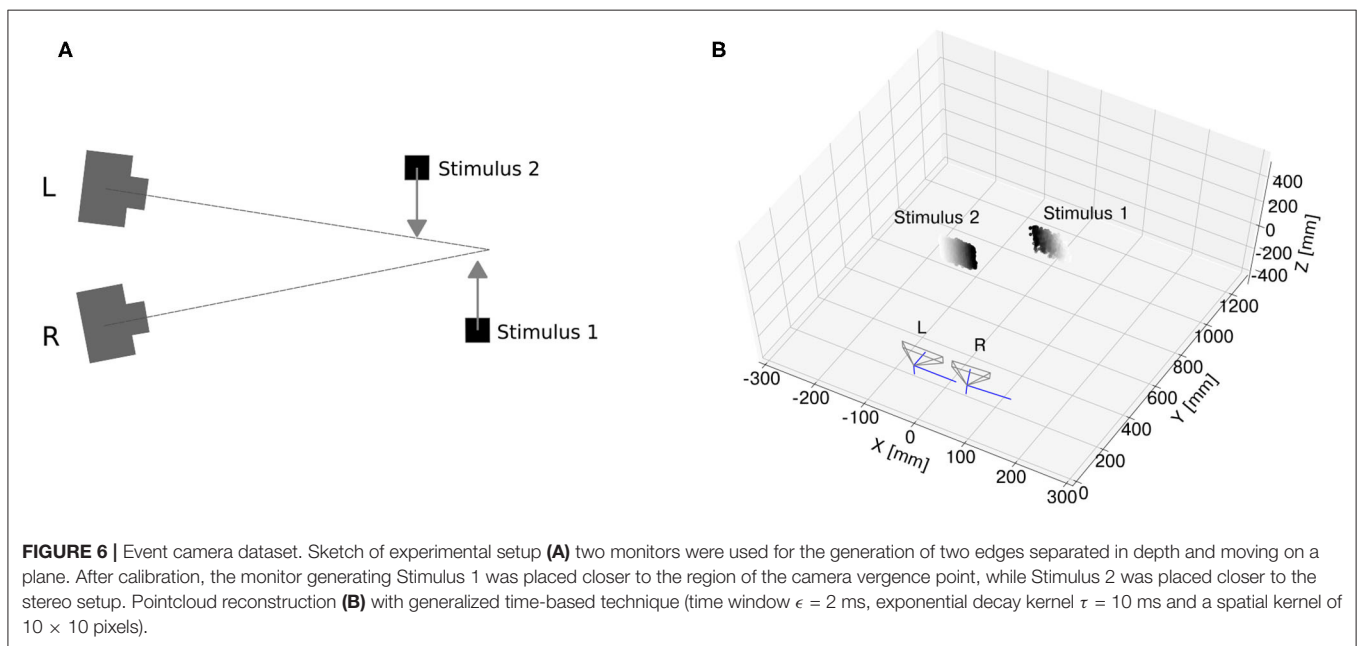 A
L
Stimulus 2
R
Stimulus 1
B
Stimulus 2
Stimulus 1
L
R
400
200
0
-200
-400
Z [mm]
1200
1000
800
600
400
200
0
Y [mm]
-300
-200
-100
0
100
200
300
X [mm]
FIGURE 6 | Event camera dataset. Sketch of experimental setup (A) two monitors were used for the generation of two edges separated in depth and moving on a
plane. After calibration, the monitor generating Stimulus 1 was placed closer to the region of the camera vergence point, while Stimulus 2 was placed closer to the
stereo setup. Pointcloud reconstruction (B) with generalized time-based technique (time window ϵ = 2 ms, exponential decay kernel τ = 10 ms and a spatial kernel of
10 × 10 pixels).